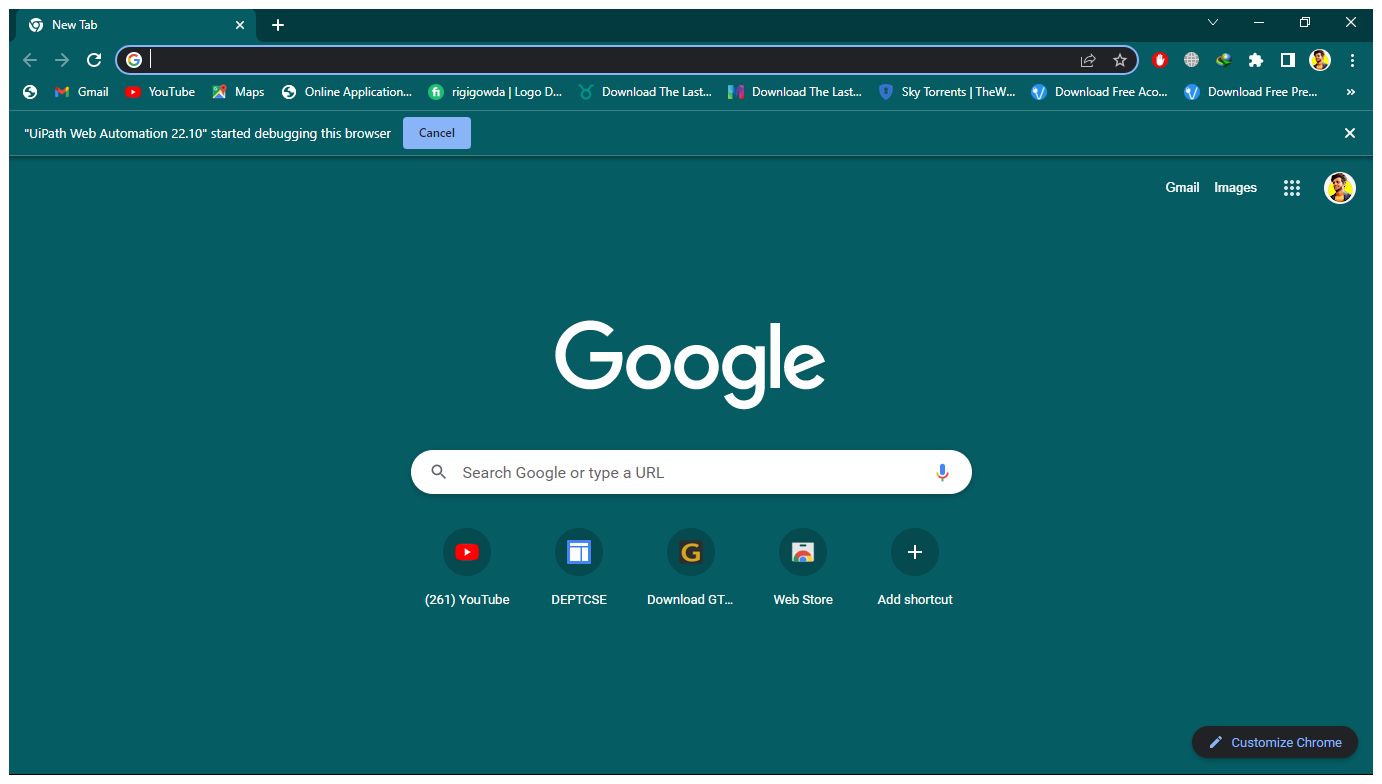 New Tab
Gmail YouTube Maps Online Application... rigigowda | Logo D... Download The Last... Download The Last... Sky Torrents | TheW... Download Free Aco... Download Free Pre... »
"UiPath Web Automation 22.10" started debugging this browser Cancel
Gmail Images
Google
Search Google or type a URL
(261) YouTube DEPTCSE Download GT... Web Store Add shortcut
Customize Chrome